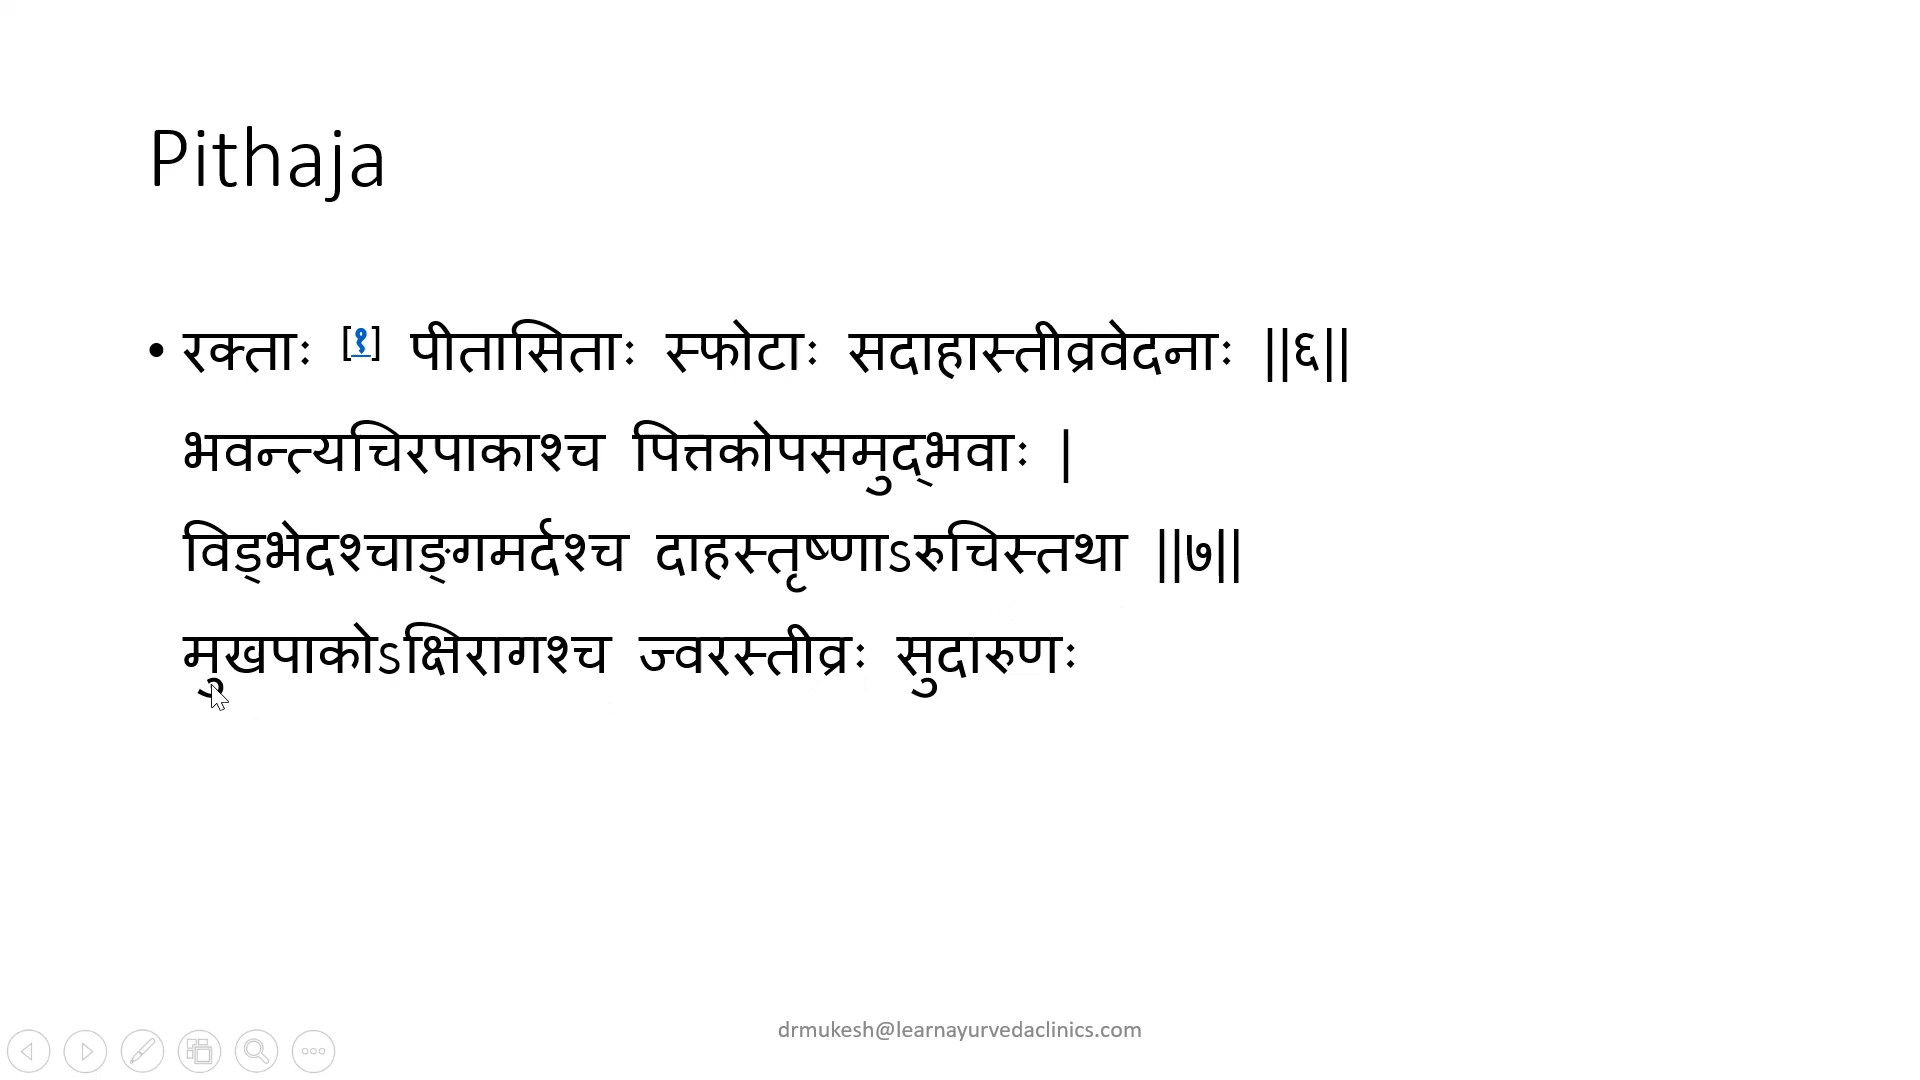 Pithaja
• रक्ताः [१] पीतासिताः स्फोटाः सदाहास्तीव्रवेदनाः ||६||
भवन्त्यचिरपाकाश्च पित्तकोपसमुद्भवाः |
विड्भेदश्चाङ्गमर्दश्च दाहस्तृष्णाऽरुचिस्तथा ||७||
मुखपाकोऽक्षिरागश्च ज्वरस्तीव्रः सुदारुणः
drmukesh@learnayurvedaclinics.com